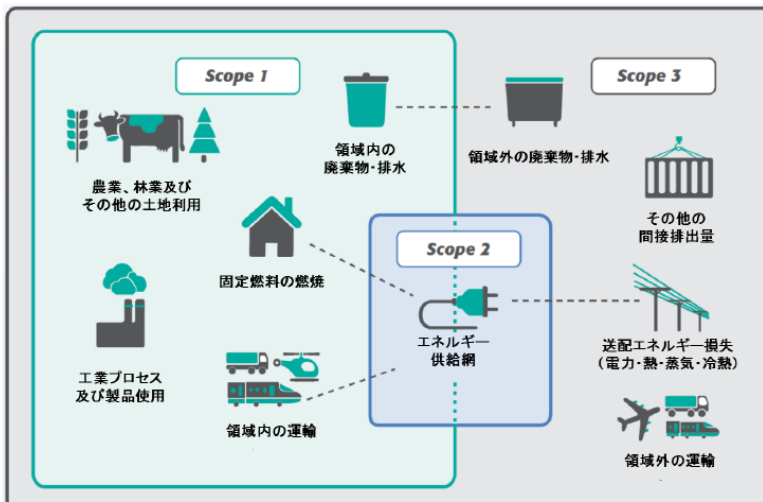 Scope 1
Scope 3
領域内の
廃棄物・排水
領域外の廃棄物・排水
農業、林業及び
その他の土地利用
その他の
間接排出量
Scope 2
固定燃料の燃焼
エネルギー
供給網
送配エネルギー損失
（電力・熱・蒸気・冷熱）
工業プロセス
及び製品使用
領域内の運輸
領域外の運輸